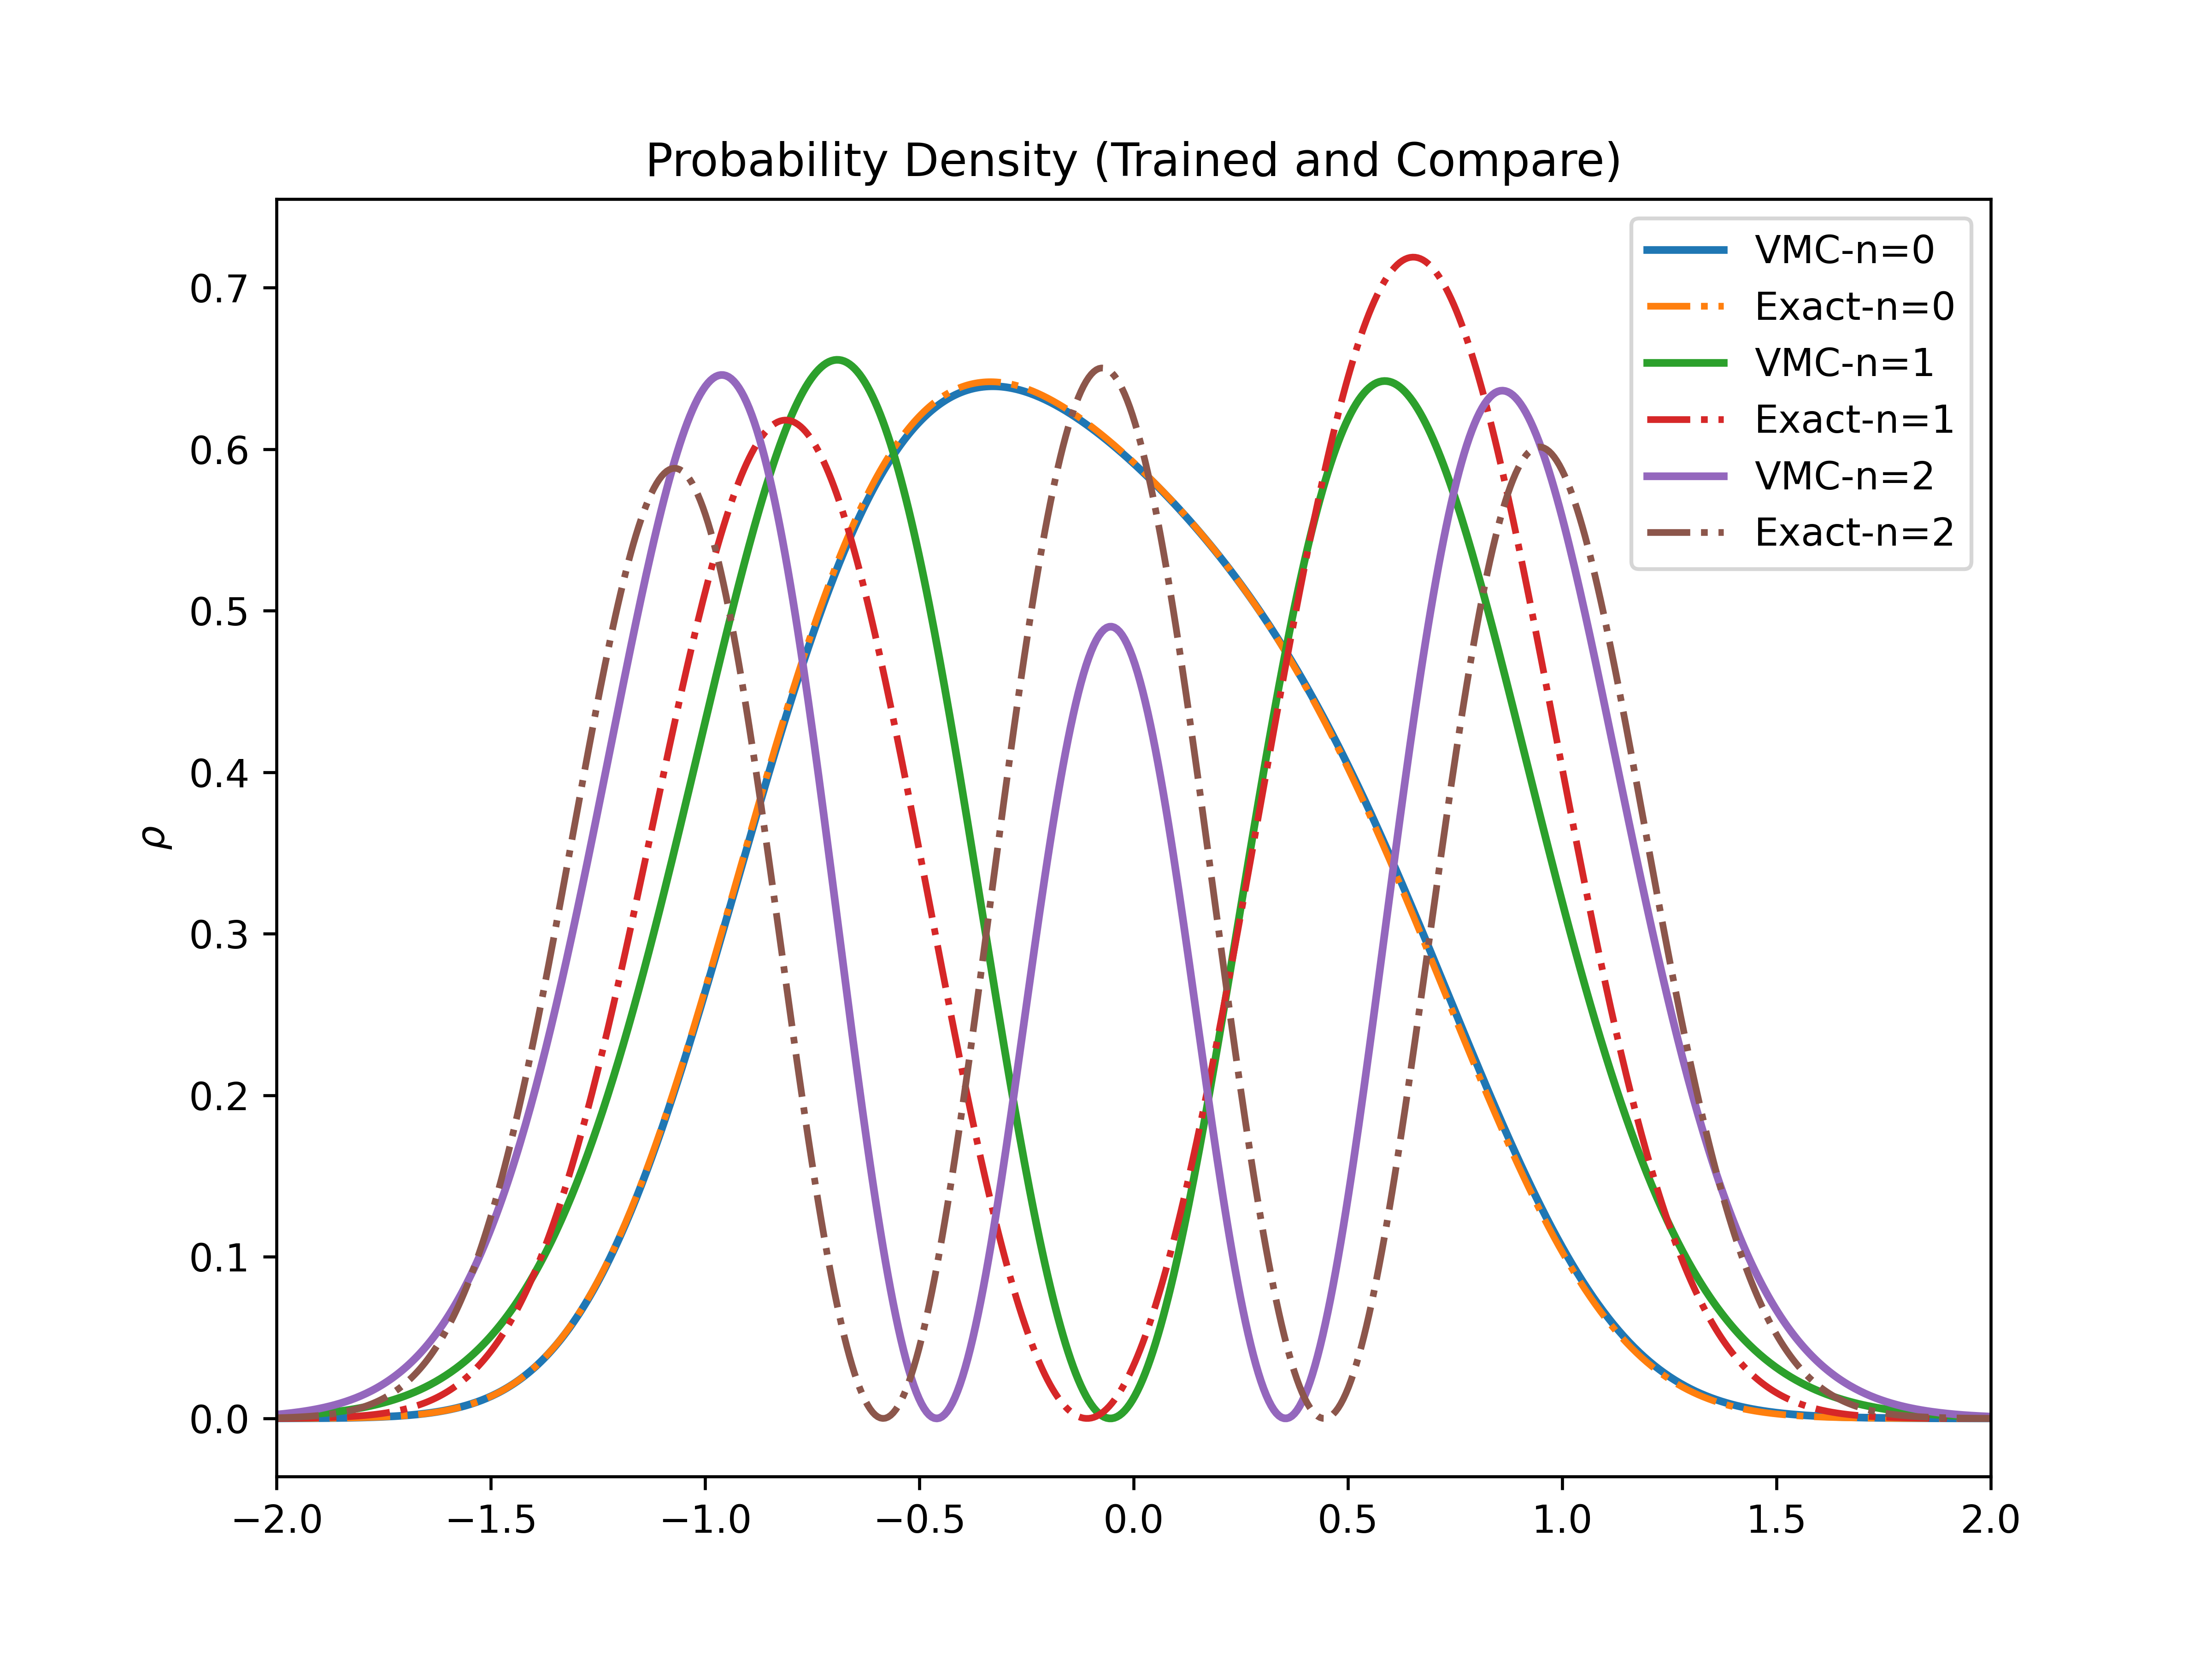 Probability Density (Trained and Compare)
VMC-n=0
Exact-n=0
VMC-n=1
Exact-n=1
VMC-n=2
Exact-n=2
0.7
0.6
0.5
0.4
0.3
0.2
0.1
0.0
ρ
−2.0 −1.5 −1.0 −0.5 0.0 0.5 1.0 1.5 2.0